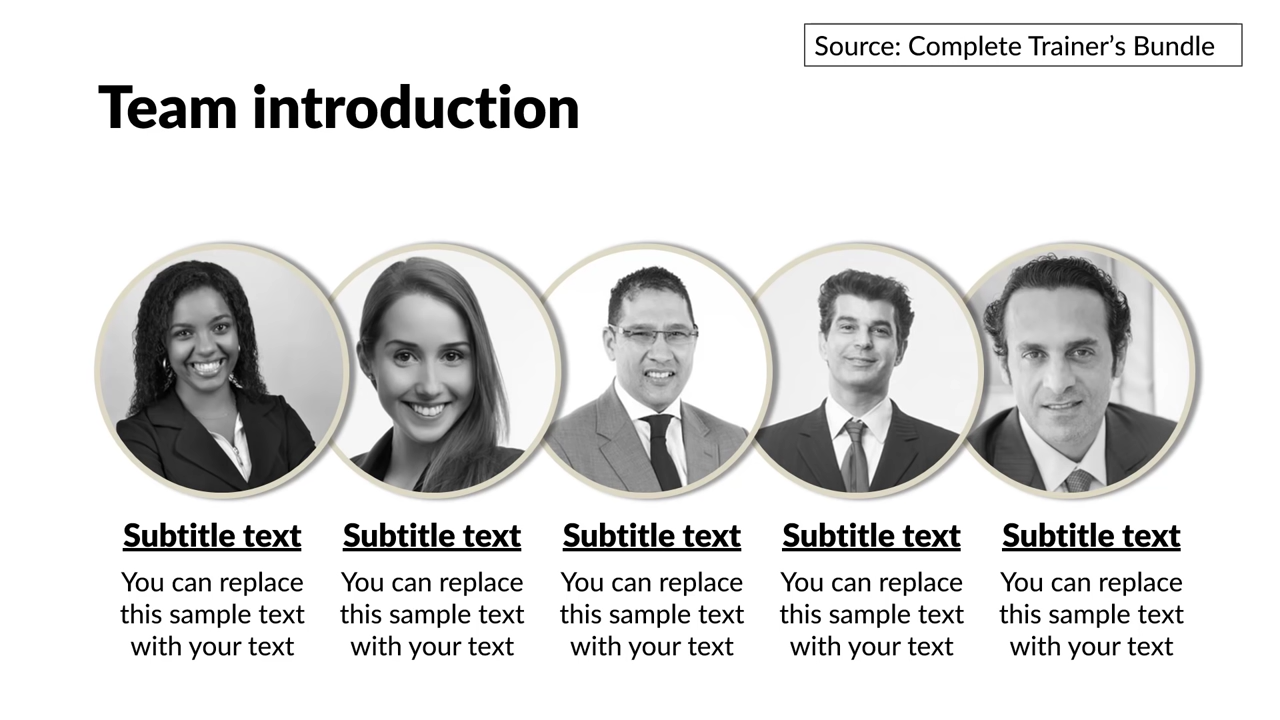 Source: Complete Trainer’s Bundle
Team introduction
Subtitle text
You can replace
this sample text
with your text
Subtitle text
You can replace
this sample text
with your text
Subtitle text
You can replace
this sample text
with your text
Subtitle text
You can replace
this sample text
with your text
Subtitle text
You can replace
this sample text
with your text